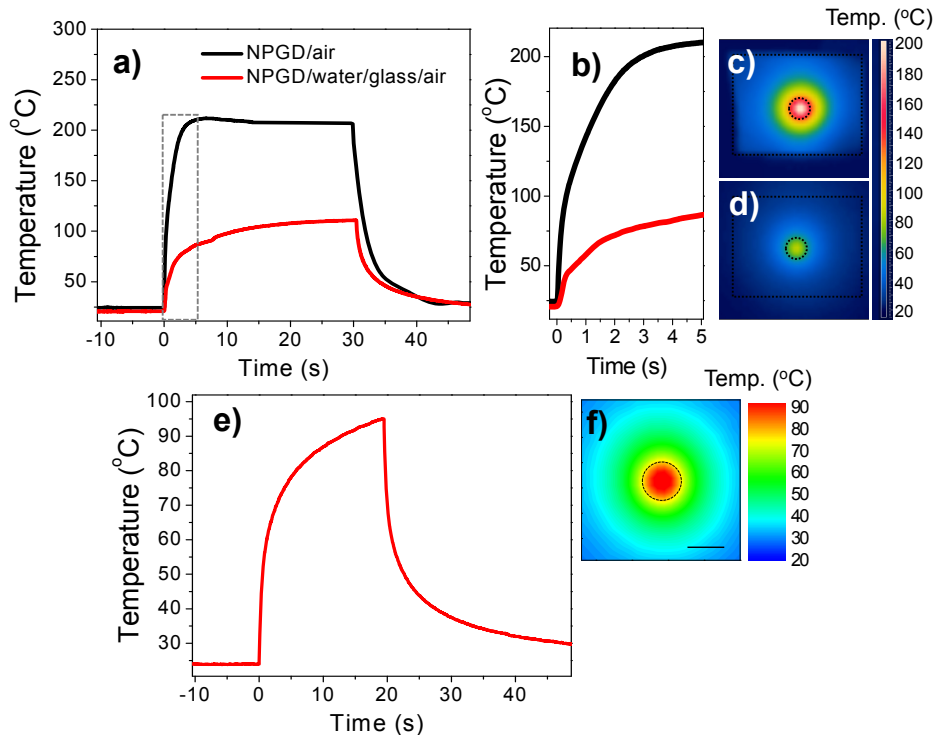 a)
NPGD/air
NPGD/water/glass/air
300
250
200
150
100
50
Temperature (°C)
-10 0 10 20 30 40
Time (s)
b)
200
150
100
50
Temperature (°C)
0 1 2 3 4 5
Time (s)
Temp. (°C)
c)
d)
200
180
160
140
120
100
80
60
40
20
e)
100
90
80
70
60
50
40
30
Temperature (°C)
-10 0 10 20 30 40
Time (s)
Temp. (°C)
f)
90
80
70
60
50
40
30
20